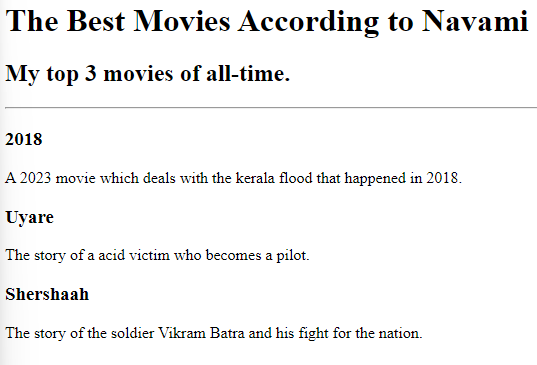 The Best Movies According to Navami
My top 3 movies of all-time.
2018
A 2023 movie which deals with the kerala flood that happened in 2018.
Uyare
The story of a acid victim who becomes a pilot.
Shershaah
The story of the soldier Vikram Batra and his fight for the nation.